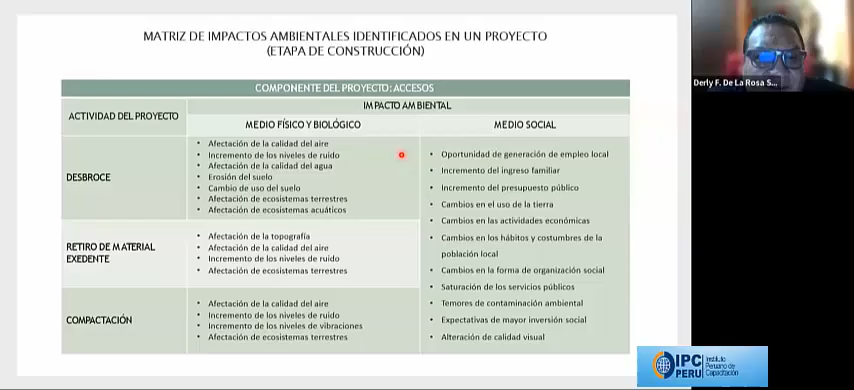 MATRIZ DE IMPACTOS AMBIENTALES IDENTIFICADOS EN UN PROYECTO
(ETAPA DE CONSTRUCCIÓN)
COMPONENTE DEL PROYECTO: ACCESOS
ACTIVIDAD DEL PROYECTO
IMPACTO AMBIENTAL
MEDIO FÍSICO Y BIOLÓGICO
MEDIO SOCIAL
DESBROCE
• Afectación de la calidad del aire
• Incremento de los niveles de ruido
• Afectación de la calidad del agua
• Erosión del suelo
• Cambio de uso del suelo
• Afectación de ecosistemas terrestres
• Afectación de ecosistemas acuáticos
RETIRO DE MATERIAL
EXEDENTE
• Afectación de la topografía
• Afectación de la calidad del aire
• Incremento de los niveles de ruido
• Afectación de ecosistemas terrestres
COMPACTACIÓN
• Afectación de la calidad del aire
• Incremento de los niveles de ruido
• Incremento de los niveles de vibraciones
• Afectación de ecosistemas terrestres
• Oportunidad de generación de empleo local
• Incremento del ingreso familiar
• Incremento del presupuesto público
• Cambios en el uso de la tierra
• Cambios en las actividades económicas
• Cambios en los hábitos y costumbres de la
población local
• Cambios en la forma de organización social
• Saturación de los servicios públicos
• Temores de contaminación ambiental
• Expectativas de mayor inversión social
• Alteración de calidad visual
Derly F. De La Rosa S...
IPC
PERU
Instituto
Peruano de
Capacitación